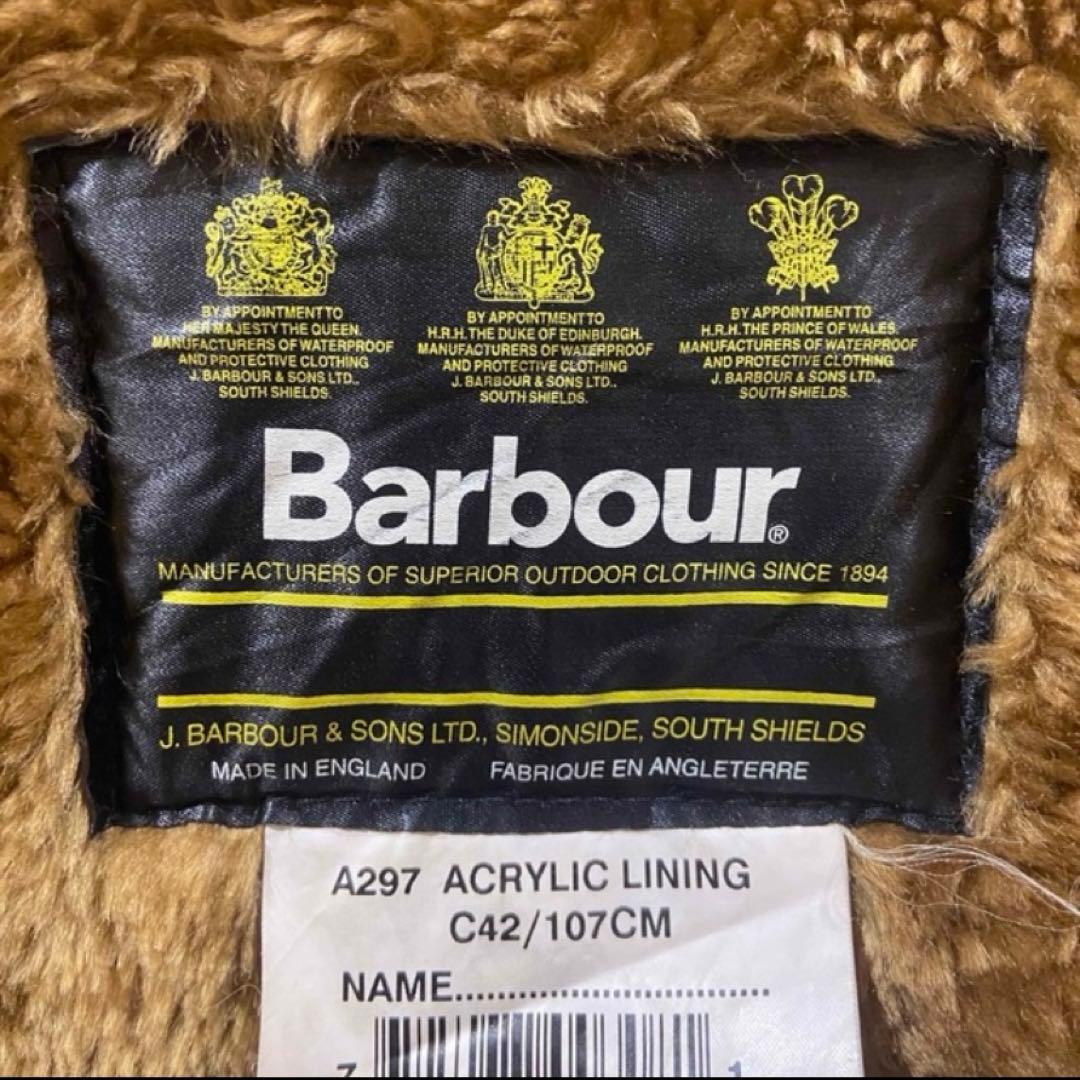 BY APPOINTMENT TO
HER MAJESTY THE QUEEN.
MANUFACTURERS OF WATERPROOF
AND PROTECTIVE CLOTHING
J. BARBOUR & SONS LTD.,
SOUTH SHIELDS.
BY APPOINTMENT TO
H.R.H. THE DUKE OF EDINBURGH.
MANUFACTURERS OF WATERPROOF
AND PROTECTIVE CLOTHING
J. BARBOUR & SONS LTD.,
SOUTH SHIELDS.
BY APPOINTMENT TO
H.R.H. THE PRINCE OF WALES.
MANUFACTURERS OF WATERPROOF
AND PROTECTIVE CLOTHING
J. BARBOUR & SONS LTD.,
SOUTH SHIELDS.
Barbour®
MANUFACTURERS OF SUPERIOR OUTDOOR CLOTHING SINCE 1894
J. BARBOUR & SONS LTD., SIMONSIDE, SOUTH SHIELDS
MADE IN ENGLAND FABRIQUE EN ANGLETERRE
A297 ACRYLIC LINING
C42/107CM
NAME..............................